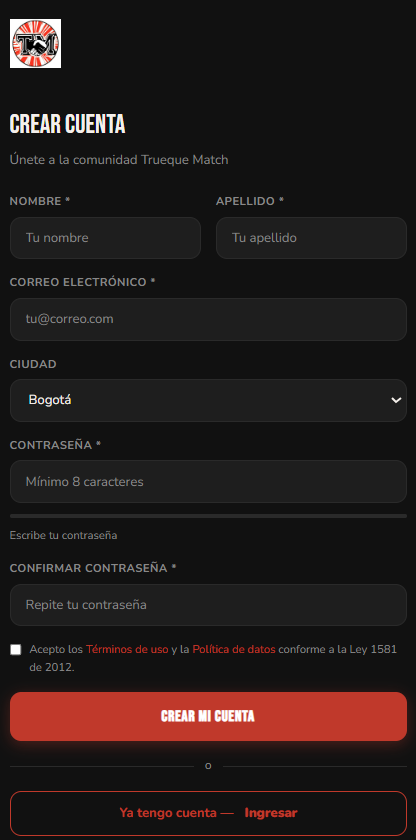 TM
CREAR CUENTA
Únete a la comunidad Trueque Match
NOMBRE * APELLIDO *
Tu nombre Tu apellido
CORREO ELECTRÓNICO *
tu@correo.com
CIUDAD
Bogotá
CONTRASEÑA *
Mínimo 8 caracteres
Escribe tu contraseña
CONFIRMAR CONTRASEÑA *
Repite tu contraseña
Acepto los Términos de uso y la Política de datos conforme a la Ley 1581
de 2012.
CREAR MI CUENTA
o
Ya tengo cuenta — Ingresar